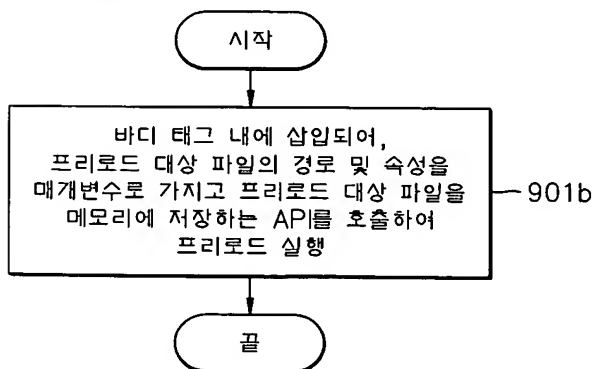 시작
바디 태그 내에 삽입되어,
프리로드 대상 파일의 경로 및 속성을
매개변수로 가지고 프리로드 대상 파일을
메모리에 저장하는 API를 호출하여
프리로드 실행
901b
끝